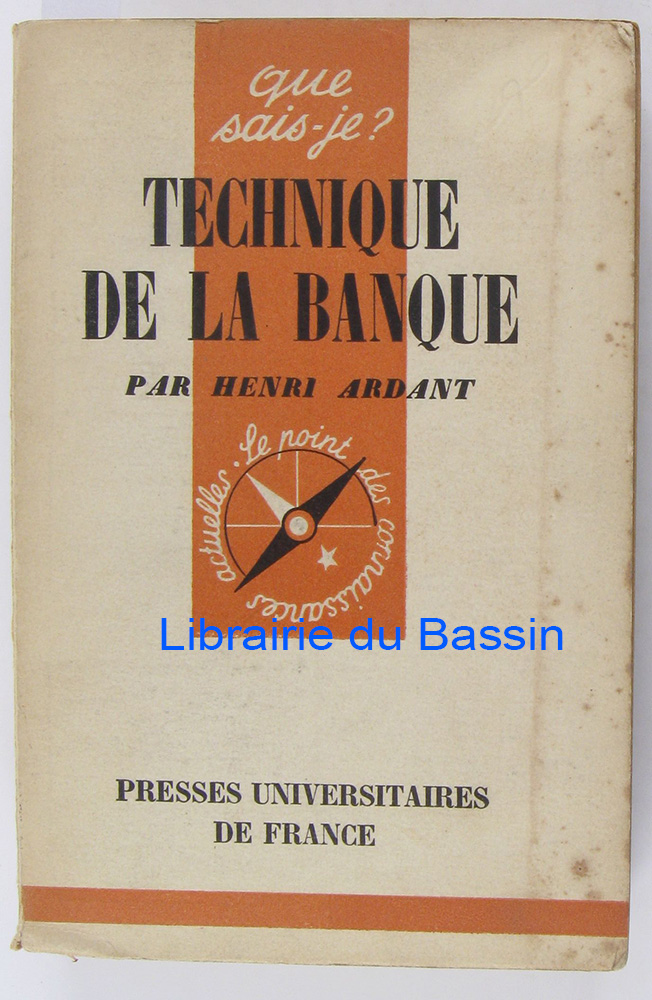 que
sais-je?
TECHNIQUE
DE LA BANQUE
PAR HENRI ARDANT
Le point des connaissances actuelles.
Librairie du Bassin
PRESSES UNIVERSITAIRES
DE FRANCE